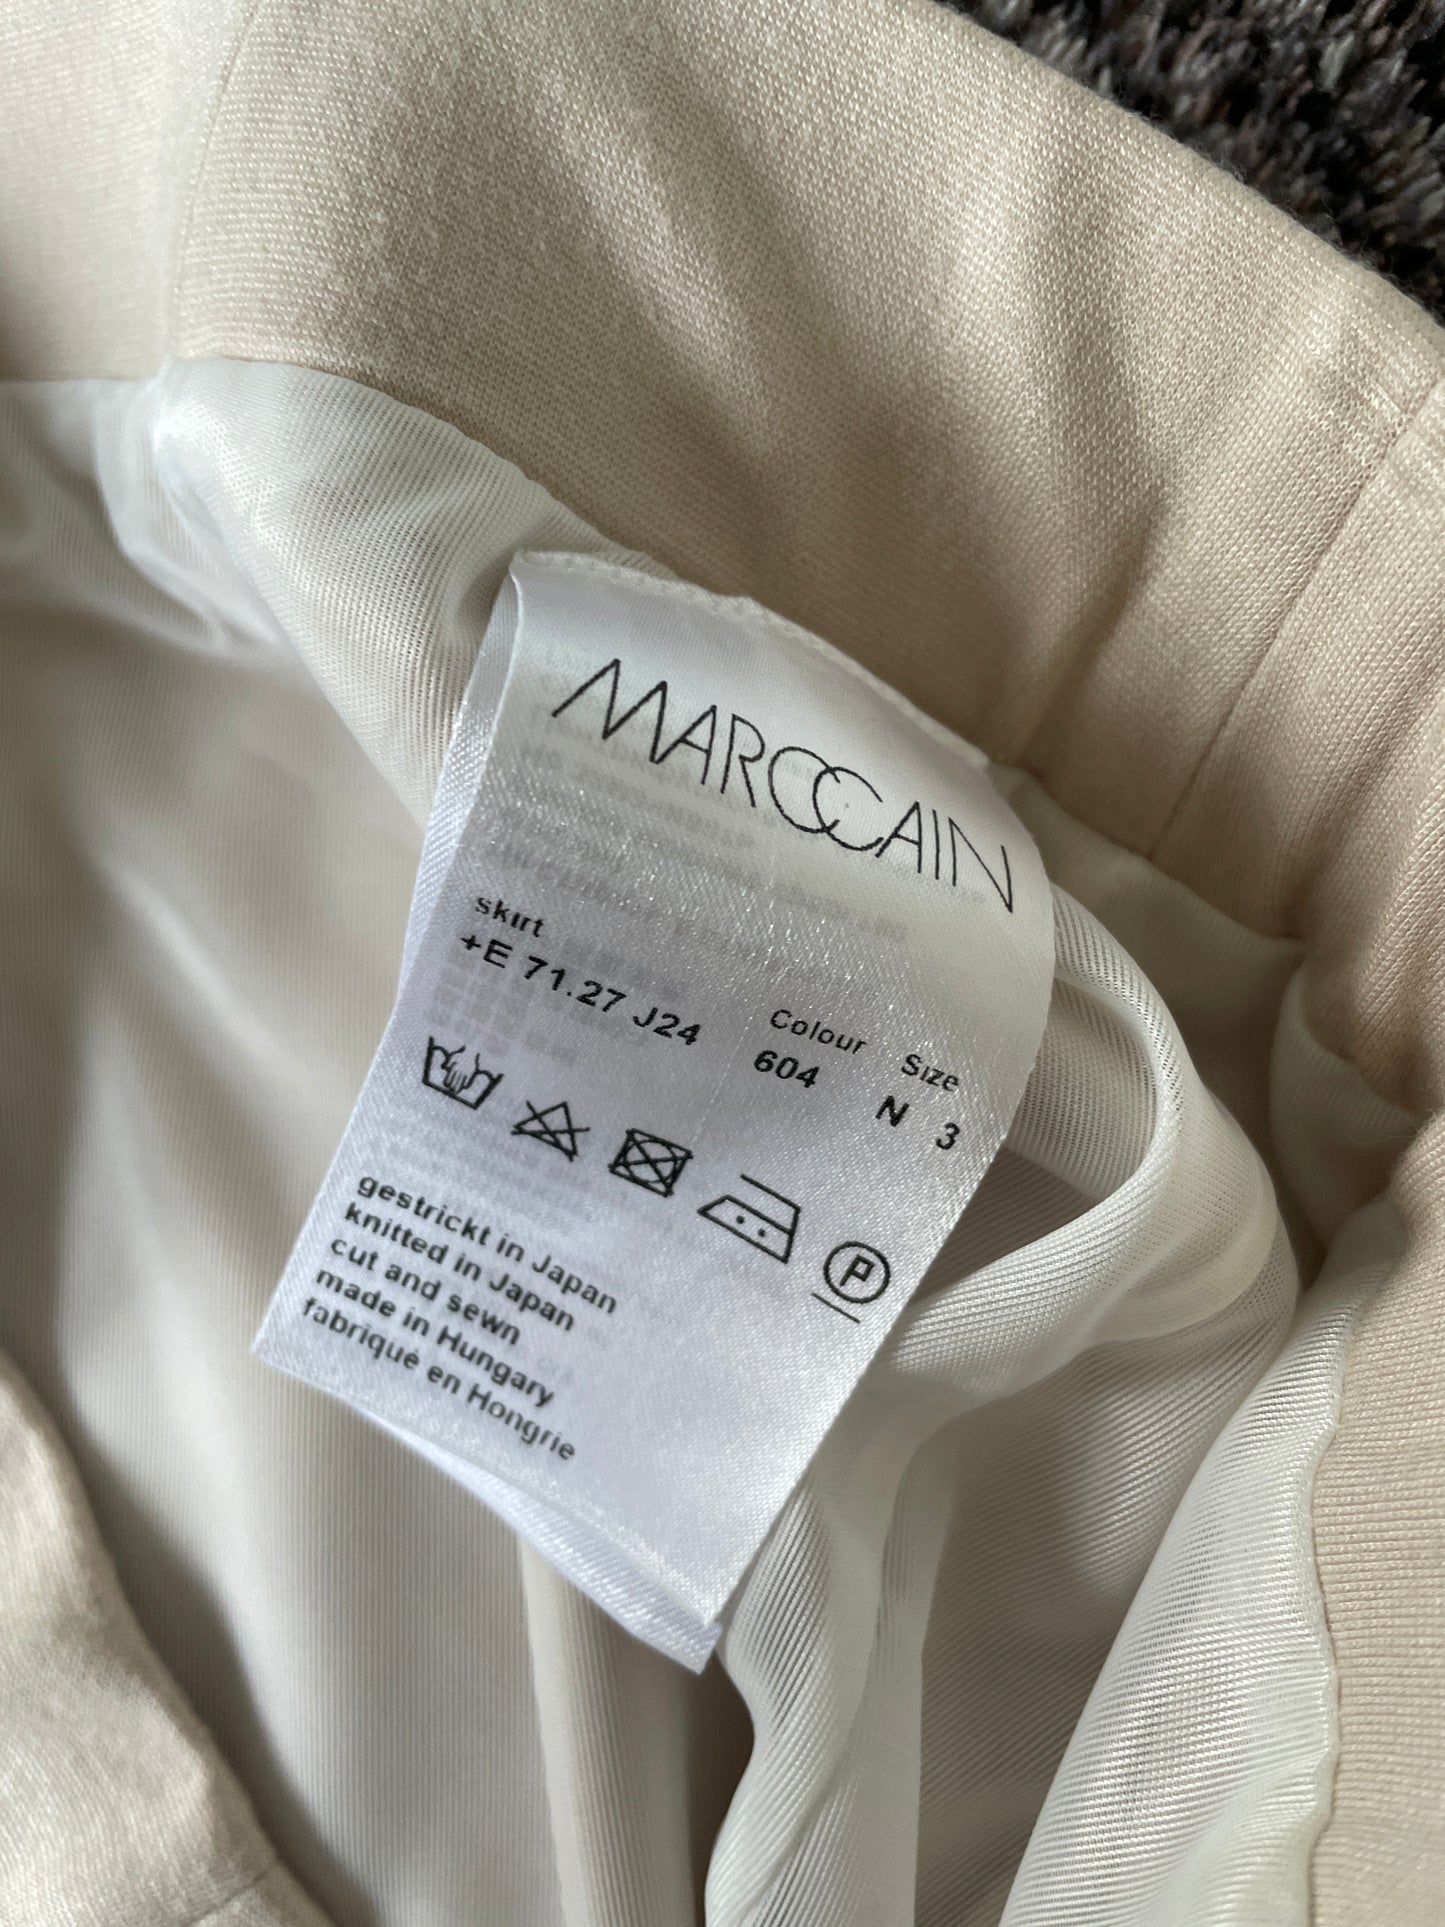 MARCCAIN
skirt
+E 71.27 J24 Colour Size
604 N 3
P
gestrickt in Japan
knitted in Japan
cut and sewn
made in Hungary
fabriqué en Hongrie